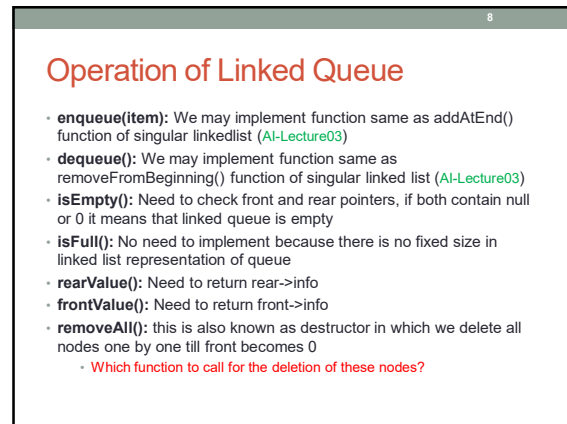 8
Operation of Linked Queue
• enqueue(item): We may implement function same as addAtEnd()
function of singular linkedlist (AI-Lecture03)
• dequeue(): We may implement function same as
removeFromBeginning() function of singular linked list (AI-Lecture03)
• isEmpty(): Need to check front and rear pointers, if both contain null
or 0 it means that linked queue is empty
• isFull(): No need to implement because there is no fixed size in
linked list representation of queue
• rearValue(): Need to return rear->info
• frontValue(): Need to return front->info
• removeAll(): this is also known as destructor in which we delete all
nodes one by one till front becomes 0
• Which function to call for the deletion of these nodes?